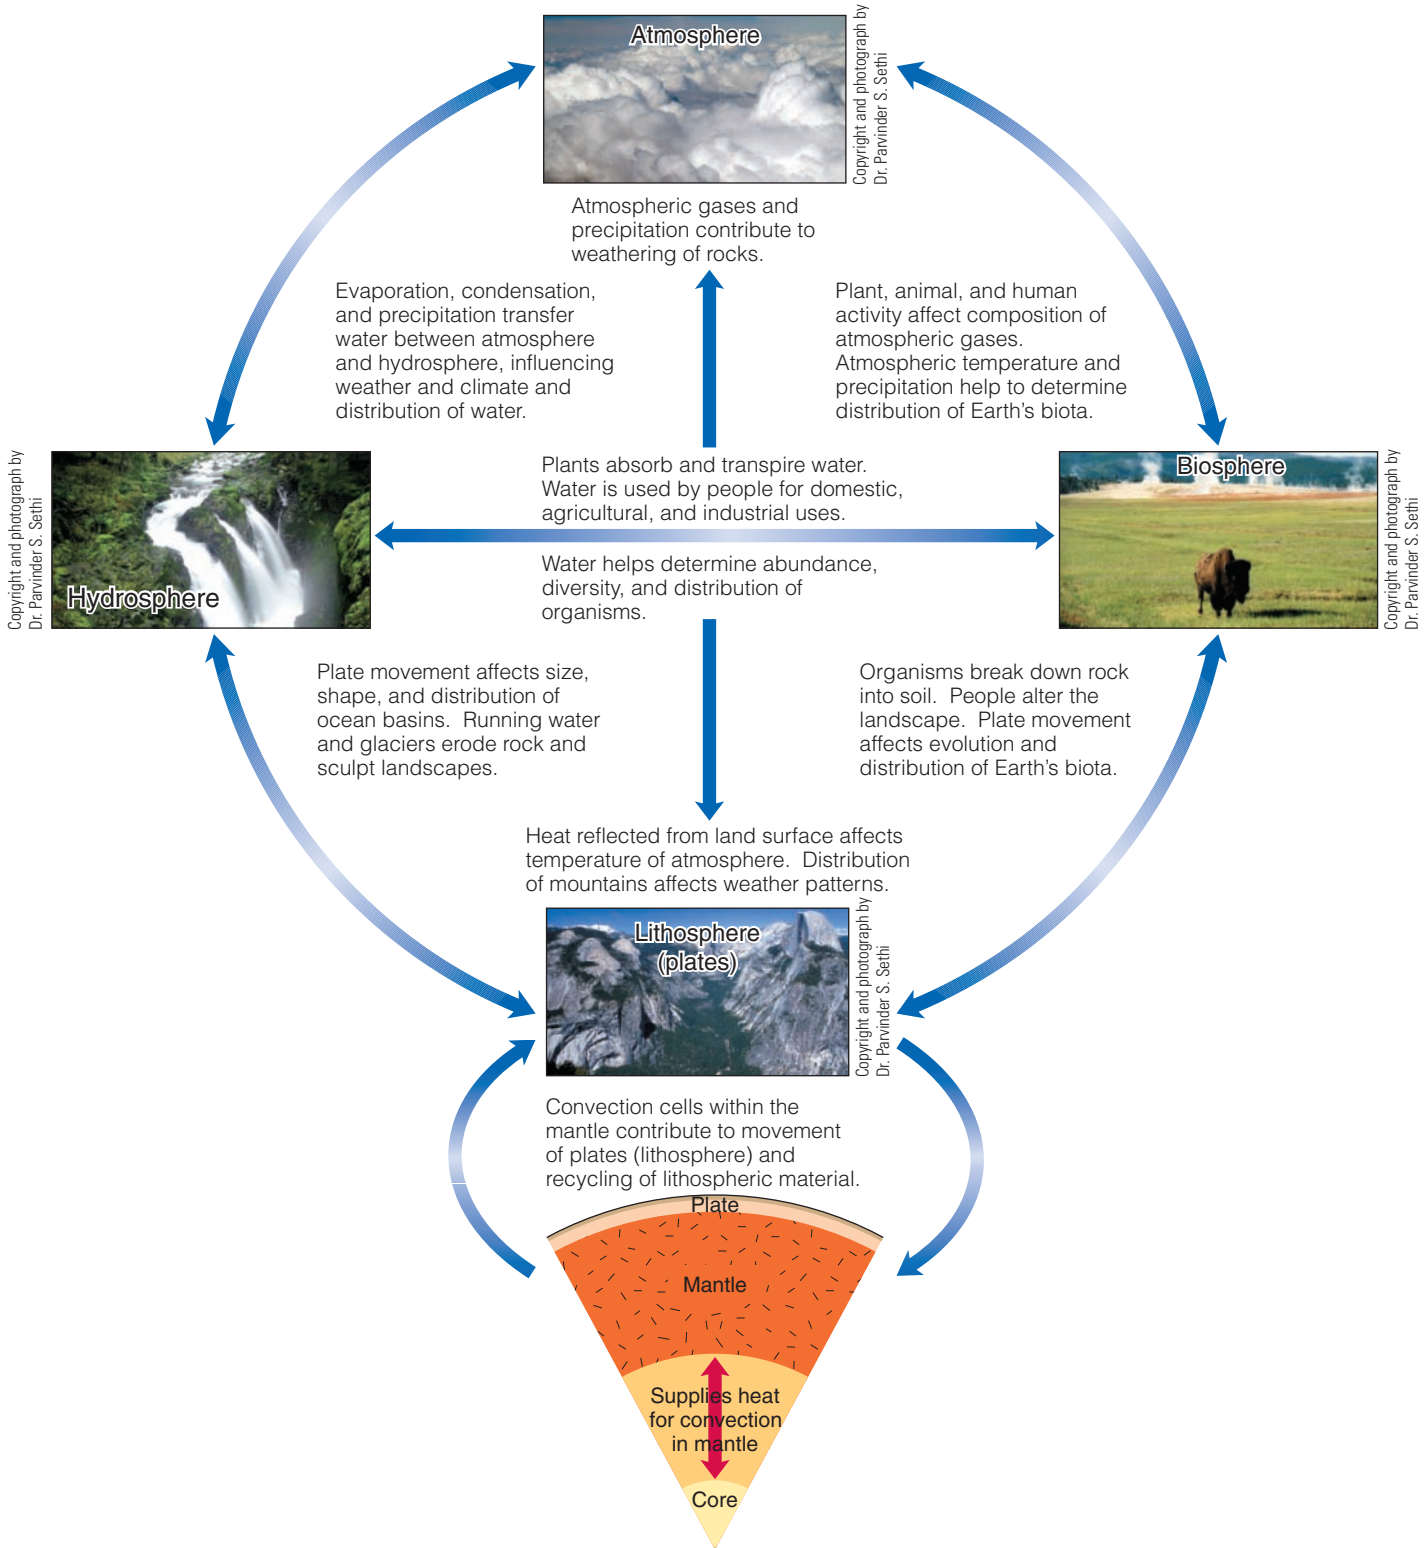 Atmosphere
Copyright and photograph by
Dr. Parvinder S. Sethi
Atmospheric gases and
precipitation contribute to
weathering of rocks.
Evaporation, condensation,
and precipitation transfer
water between atmosphere
and hydrosphere, influencing
weather and climate and
distribution of water.
Plant, animal, and human
activity affect composition of
atmospheric gases.
Atmospheric temperature and
precipitation help to determine
distribution of Earth's biota.
Copyright and photograph by
Dr. Parvinder S. Sethi
Hydrosphere
Plants absorb and transpire water.
Water is used by people for domestic,
agricultural, and industrial uses.
Water helps determine abundance,
diversity, and distribution of
organisms.
Biosphere
Copyright and photograph by
Dr. Parvinder S. Sethi
Plate movement affects size,
shape, and distribution of
ocean basins. Running water
and glaciers erode rock and
sculpt landscapes.
Organisms break down rock
into soil. People alter the
landscape. Plate movement
affects evolution and
distribution of Earth's biota.
Heat reflected from land surface affects
temperature of atmosphere. Distribution
of mountains affects weather patterns.
Lithosphere
(plates)
Copyright and photograph by
Dr. Parvinder S. Sethi
Convection cells within the
mantle contribute to movement
of plates (lithosphere) and
recycling of lithospheric material.
Plate
Mantle
Supplies heat
for convection
in mantle
Core